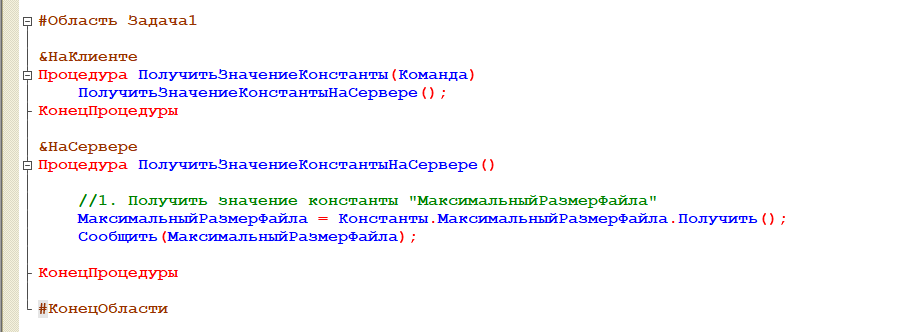 #Область Задача1
&НаКлиенте
Процедура ПолучитьЗначениеКонстанты(Команда)
ПолучитьЗначениеКонстантыНаСервере();
КонецПроцедуры
&НаСервере
Процедура ПолучитьЗначениеКонстантыНаСервере()
//1. Получить значение константы "МаксимальныйРазмерФайла"
МаксимальныйРазмерФайла = Константы.МаксимальныйРазмерФайла.Получить();
Сообщить(МаксимальныйРазмерФайла);
КонецПроцедуры
#КонецОбласти